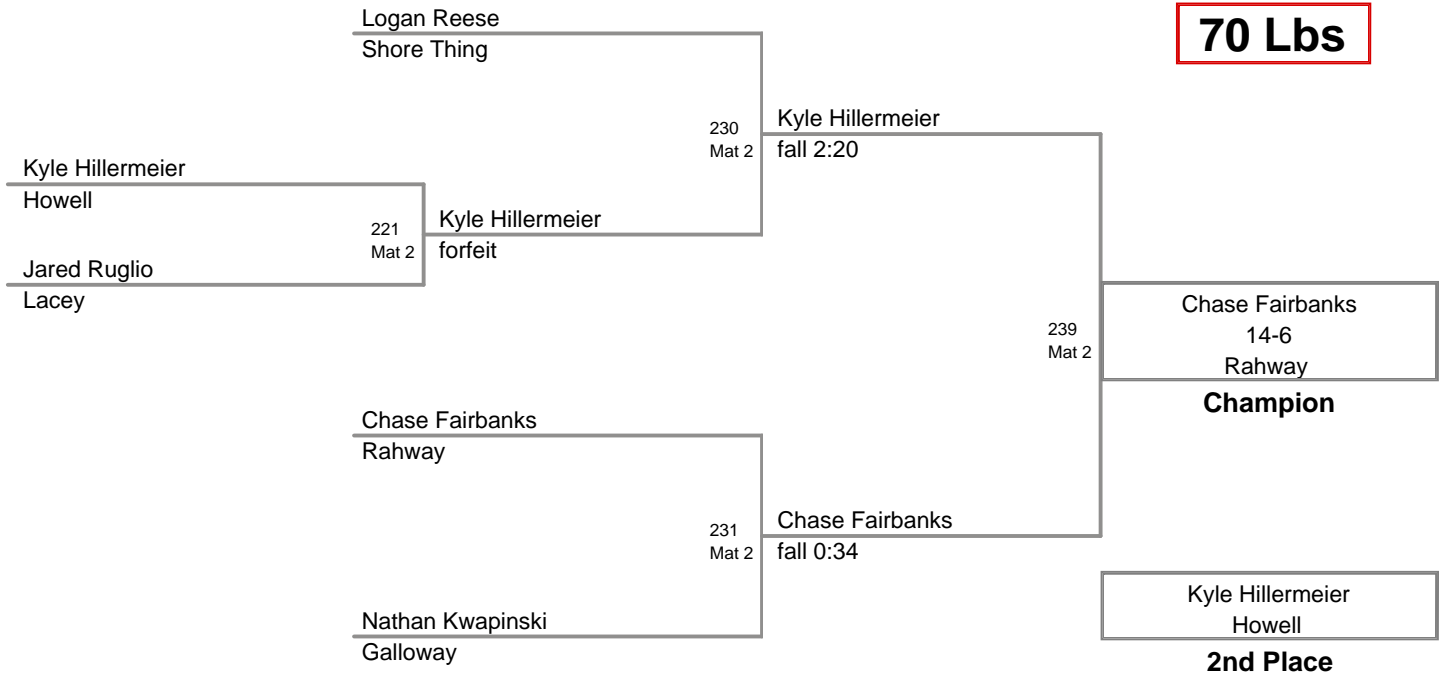 Logan Reese
Shore Thing
70 Lbs
230
Mat 2
Kyle Hillermeier
fall 2:20
Kyle Hillermeier
Howell
221
Mat 2
Kyle Hillermeier
forfeit
Jared Ruglio
Lacey
239
Mat 2
Chase Fairbanks
14-6
Rahway
Champion
Chase Fairbanks
Rahway
231
Mat 2
Chase Fairbanks
fall 0:34
Nathan Kwapinski
Galloway
Kyle Hillermeier
Howell
2nd Place